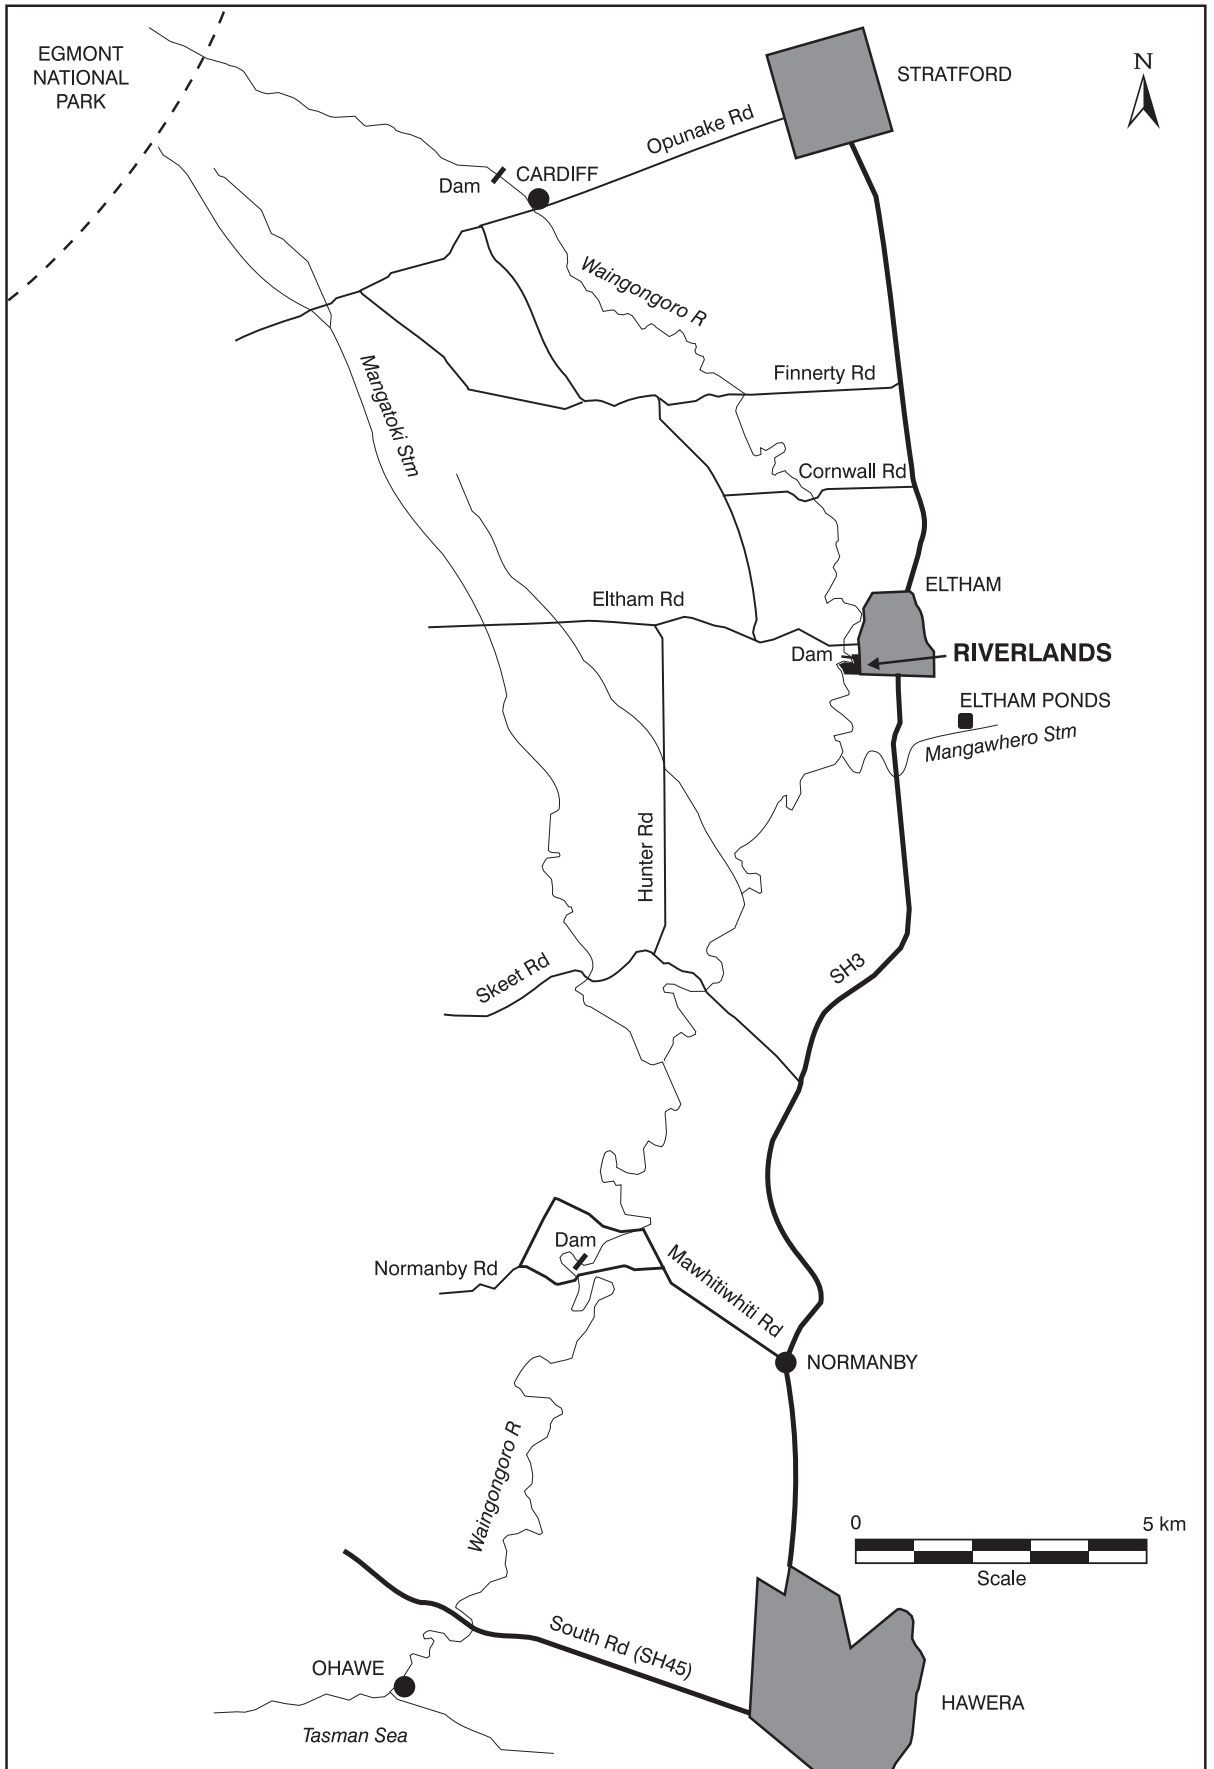 EGMONT
NATIONAL
PARK
STRATFORD
N
Opunake Rd
Dam
CARDIFF
Waingongoro R
Mangatoki Stm
Finnerty Rd
Cornwall Rd
ELTHAM
Eltham Rd
Dam
RIVERLANDS
ELTHAM PONDS
Mangawhero Stm
Hunter Rd
Skeet Rd
SH3
Dam
Normanby Rd
Mawhitiwhiti Rd
NORMANBY
Waingongoro R
0
5 km
Scale
South Rd (SH45)
OHAWE
HAWERA
Tasman Sea